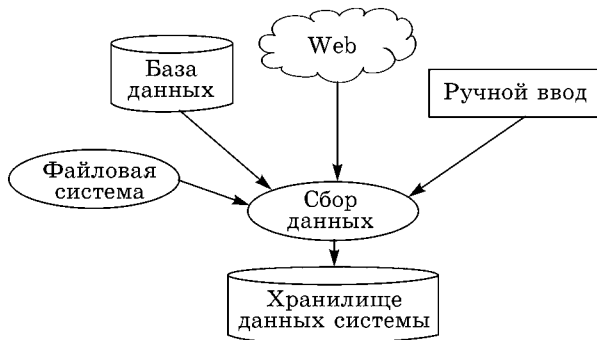 Web
База
данных
Ручной ввод
Файловая
система
Сбор
данных
Хранилище
данных системы